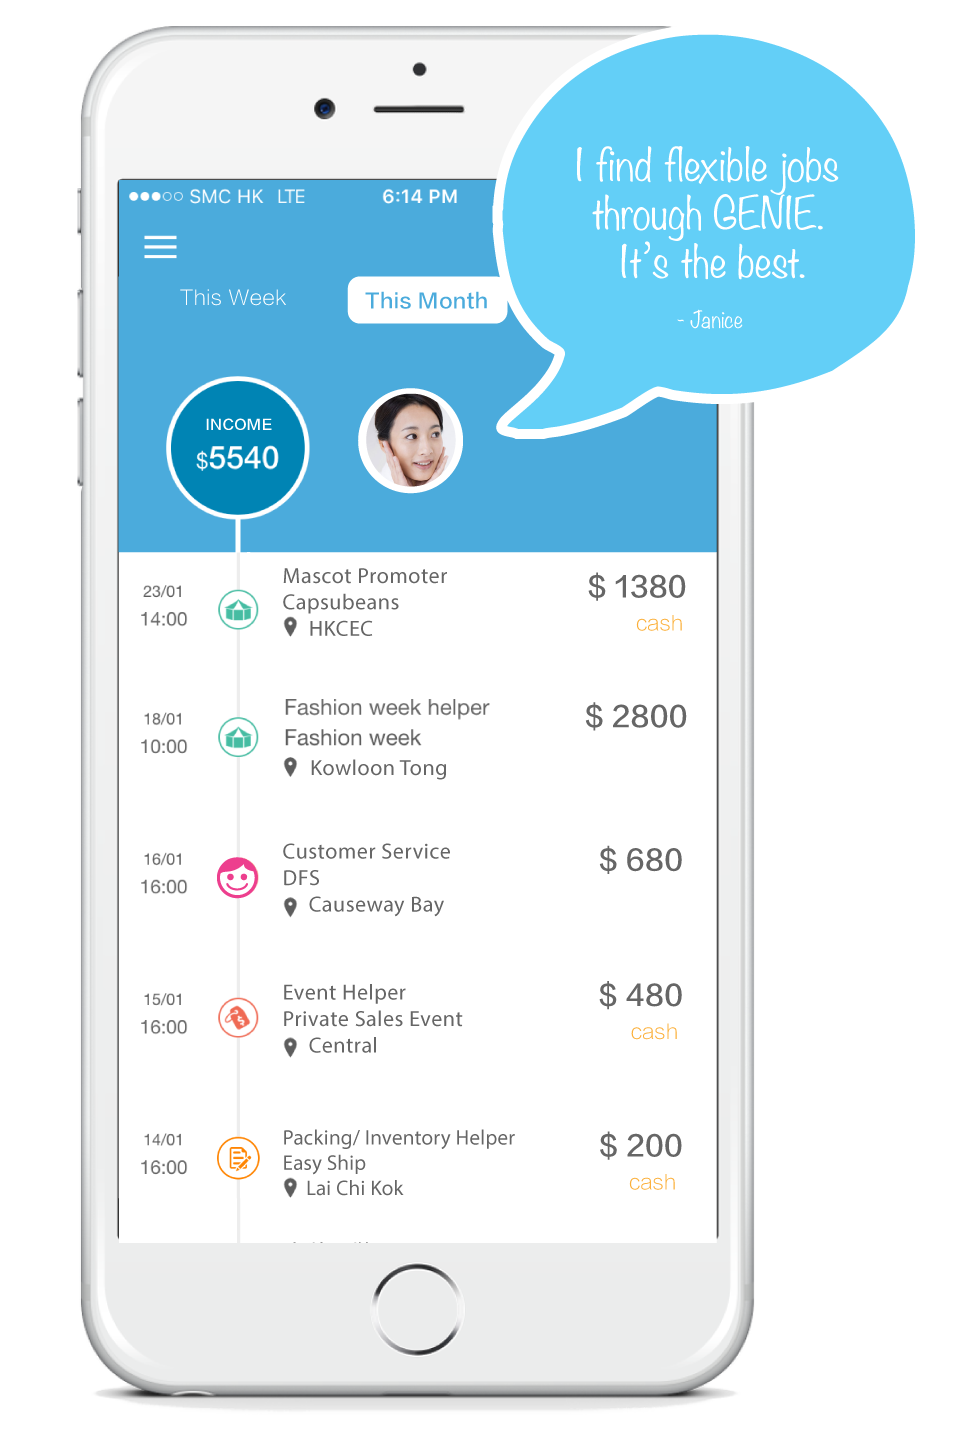 I find flexible jobs
through GENIE.
It's the best.
- Janice
SMC HK LTE 6:14 PM
This Week This Month
INCOME
$5540
23/01
14:00
Mascot Promoter
Capsubeans
HKCEC
$ 1380
cash
18/01
10:00
Fashion week helper
Fashion week
Kowloon Tong
$ 2800
16/01
16:00
Customer Service
DFS
Causeway Bay
$ 680
15/01
16:00
Event Helper
Private Sales Event
Central
$ 480
cash
14/01
16:00
Packing/ Inventory Helper
Easy Ship
Lai Chi Kok
$ 200
cash